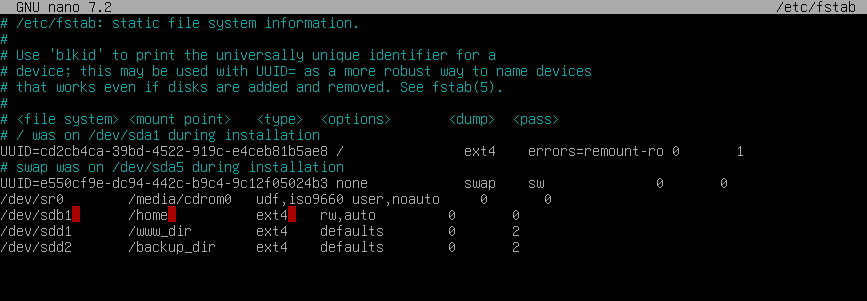 GNU nano 7.2 /etc/fstab
# /etc/fstab: static file system information.
#
# Use 'blkid' to print the universally unique identifier for a
# device; this may be used with UUID= as a more robust way to name devices
# that works even if disks are added and removed. See fstab(5).
#
# <file system> <mount point> <type> <options> <dump> <pass>
# / was on /dev/sda1 during installation
UUID=cd2cb4ca-39bd-4522-919c-e4ceb81b5ae8 / ext4 errors=remount-ro 0 1
# swap was on /dev/sda5 during installation
UUID=e550cf9e-dc94-442c-b9c4-9c12f05024b3 none swap sw 0 0
/dev/sr0 /media/cdrom0 udf,iso9660 user,noauto 0 0
/dev/sdb1 /home ext4 rw,auto 0 0
/dev/sdd1 /www_dir ext4 defaults 0 2
/dev/sdd2 /backup_dir ext4 defaults 0 2